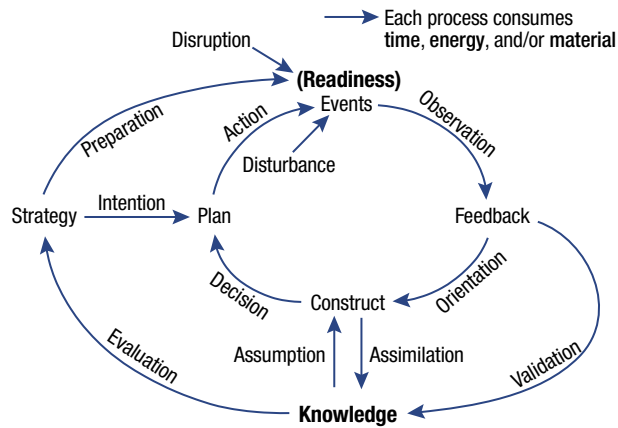 Each process consumes
time, energy, and/or material
Disruption
(Readiness)
Events
Preparation
Action
Observation
Disturbance
Strategy
Intention
Plan
Feedback
Decision
Construct
Orientation
Evaluation
Assumption
Assimilation
Validation
Knowledge